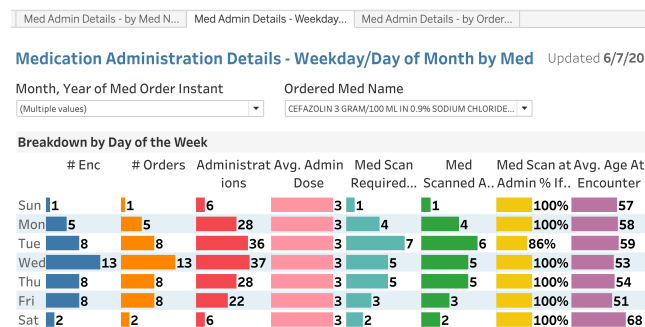 Med Admin Details - by Med N... Med Admin Details - Weekday... Med Admin Details - by Order...
Medication Administration Details - Weekday/Day of Month by Med Updated 6/7/20
Month, Year of Med Order Instant Ordered Med Name
(Multiple values) CEFAZOLIN 3 GRAM/100 ML IN 0.9% SODIUM CHLORIDE...
Breakdown by Day of the Week
# Enc # Orders Administrat Avg. Admin Med Scan Med Med Scan at Avg. Age At
ions Dose Required... Scanned A.. Admin % If.. Encounter
Sun 1 1 6 3 1 1 100% 57
Mon 5 5 28 3 4 4 100% 58
Tue 8 8 36 3 7 6 86% 59
Wed 13 13 37 3 5 5 100% 53
Thu 8 8 28 3 5 5 100% 54
Fri 8 8 22 3 3 3 100% 51
Sat 2 2 6 3 2 2 100% 68